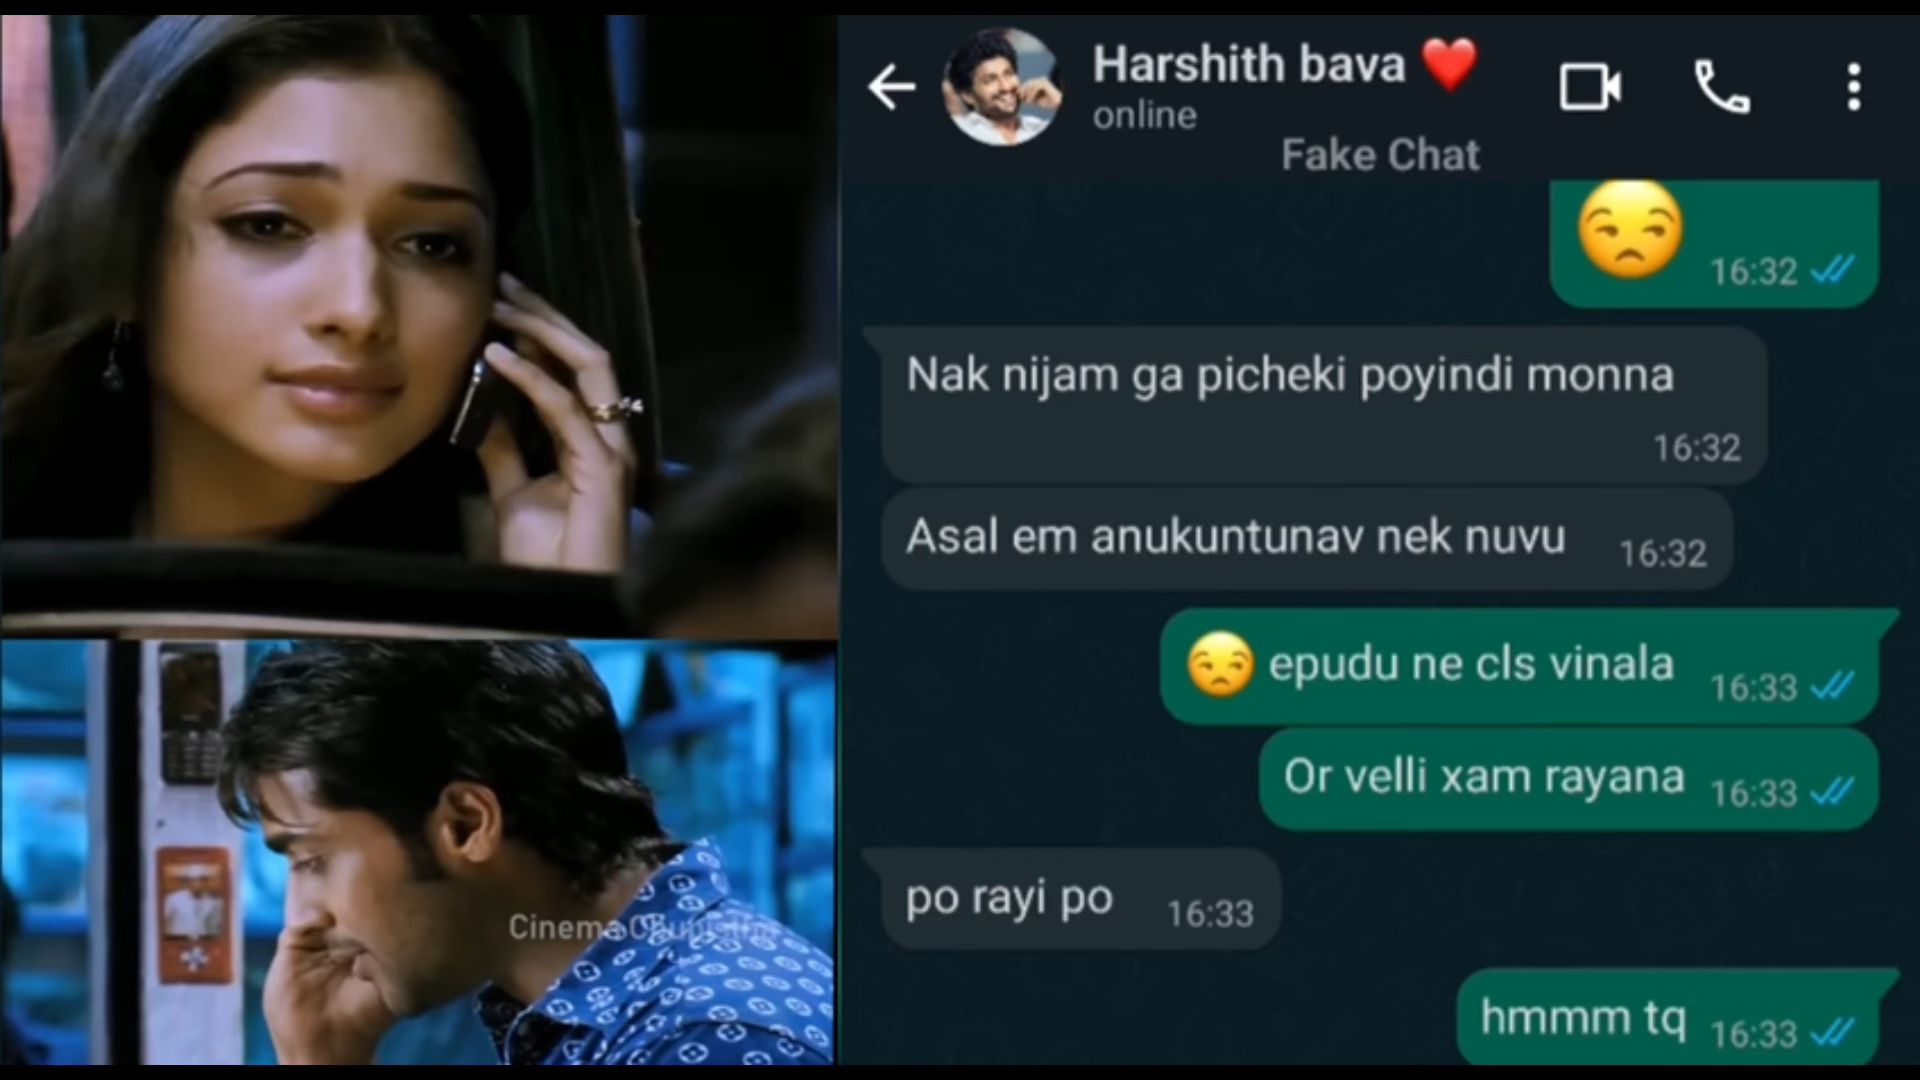 Harshith bava ❤️
online
Fake Chat
😒
16:32
Nak nijam ga picheki poyindi monna
16:32
Asal em anukuntunav nek nuvu 16:32
😒 epudu ne cls vinala 16:33
Or velli xam rayana 16:33
po rayi po 16:33
hmmm tq 16:33
Cinema